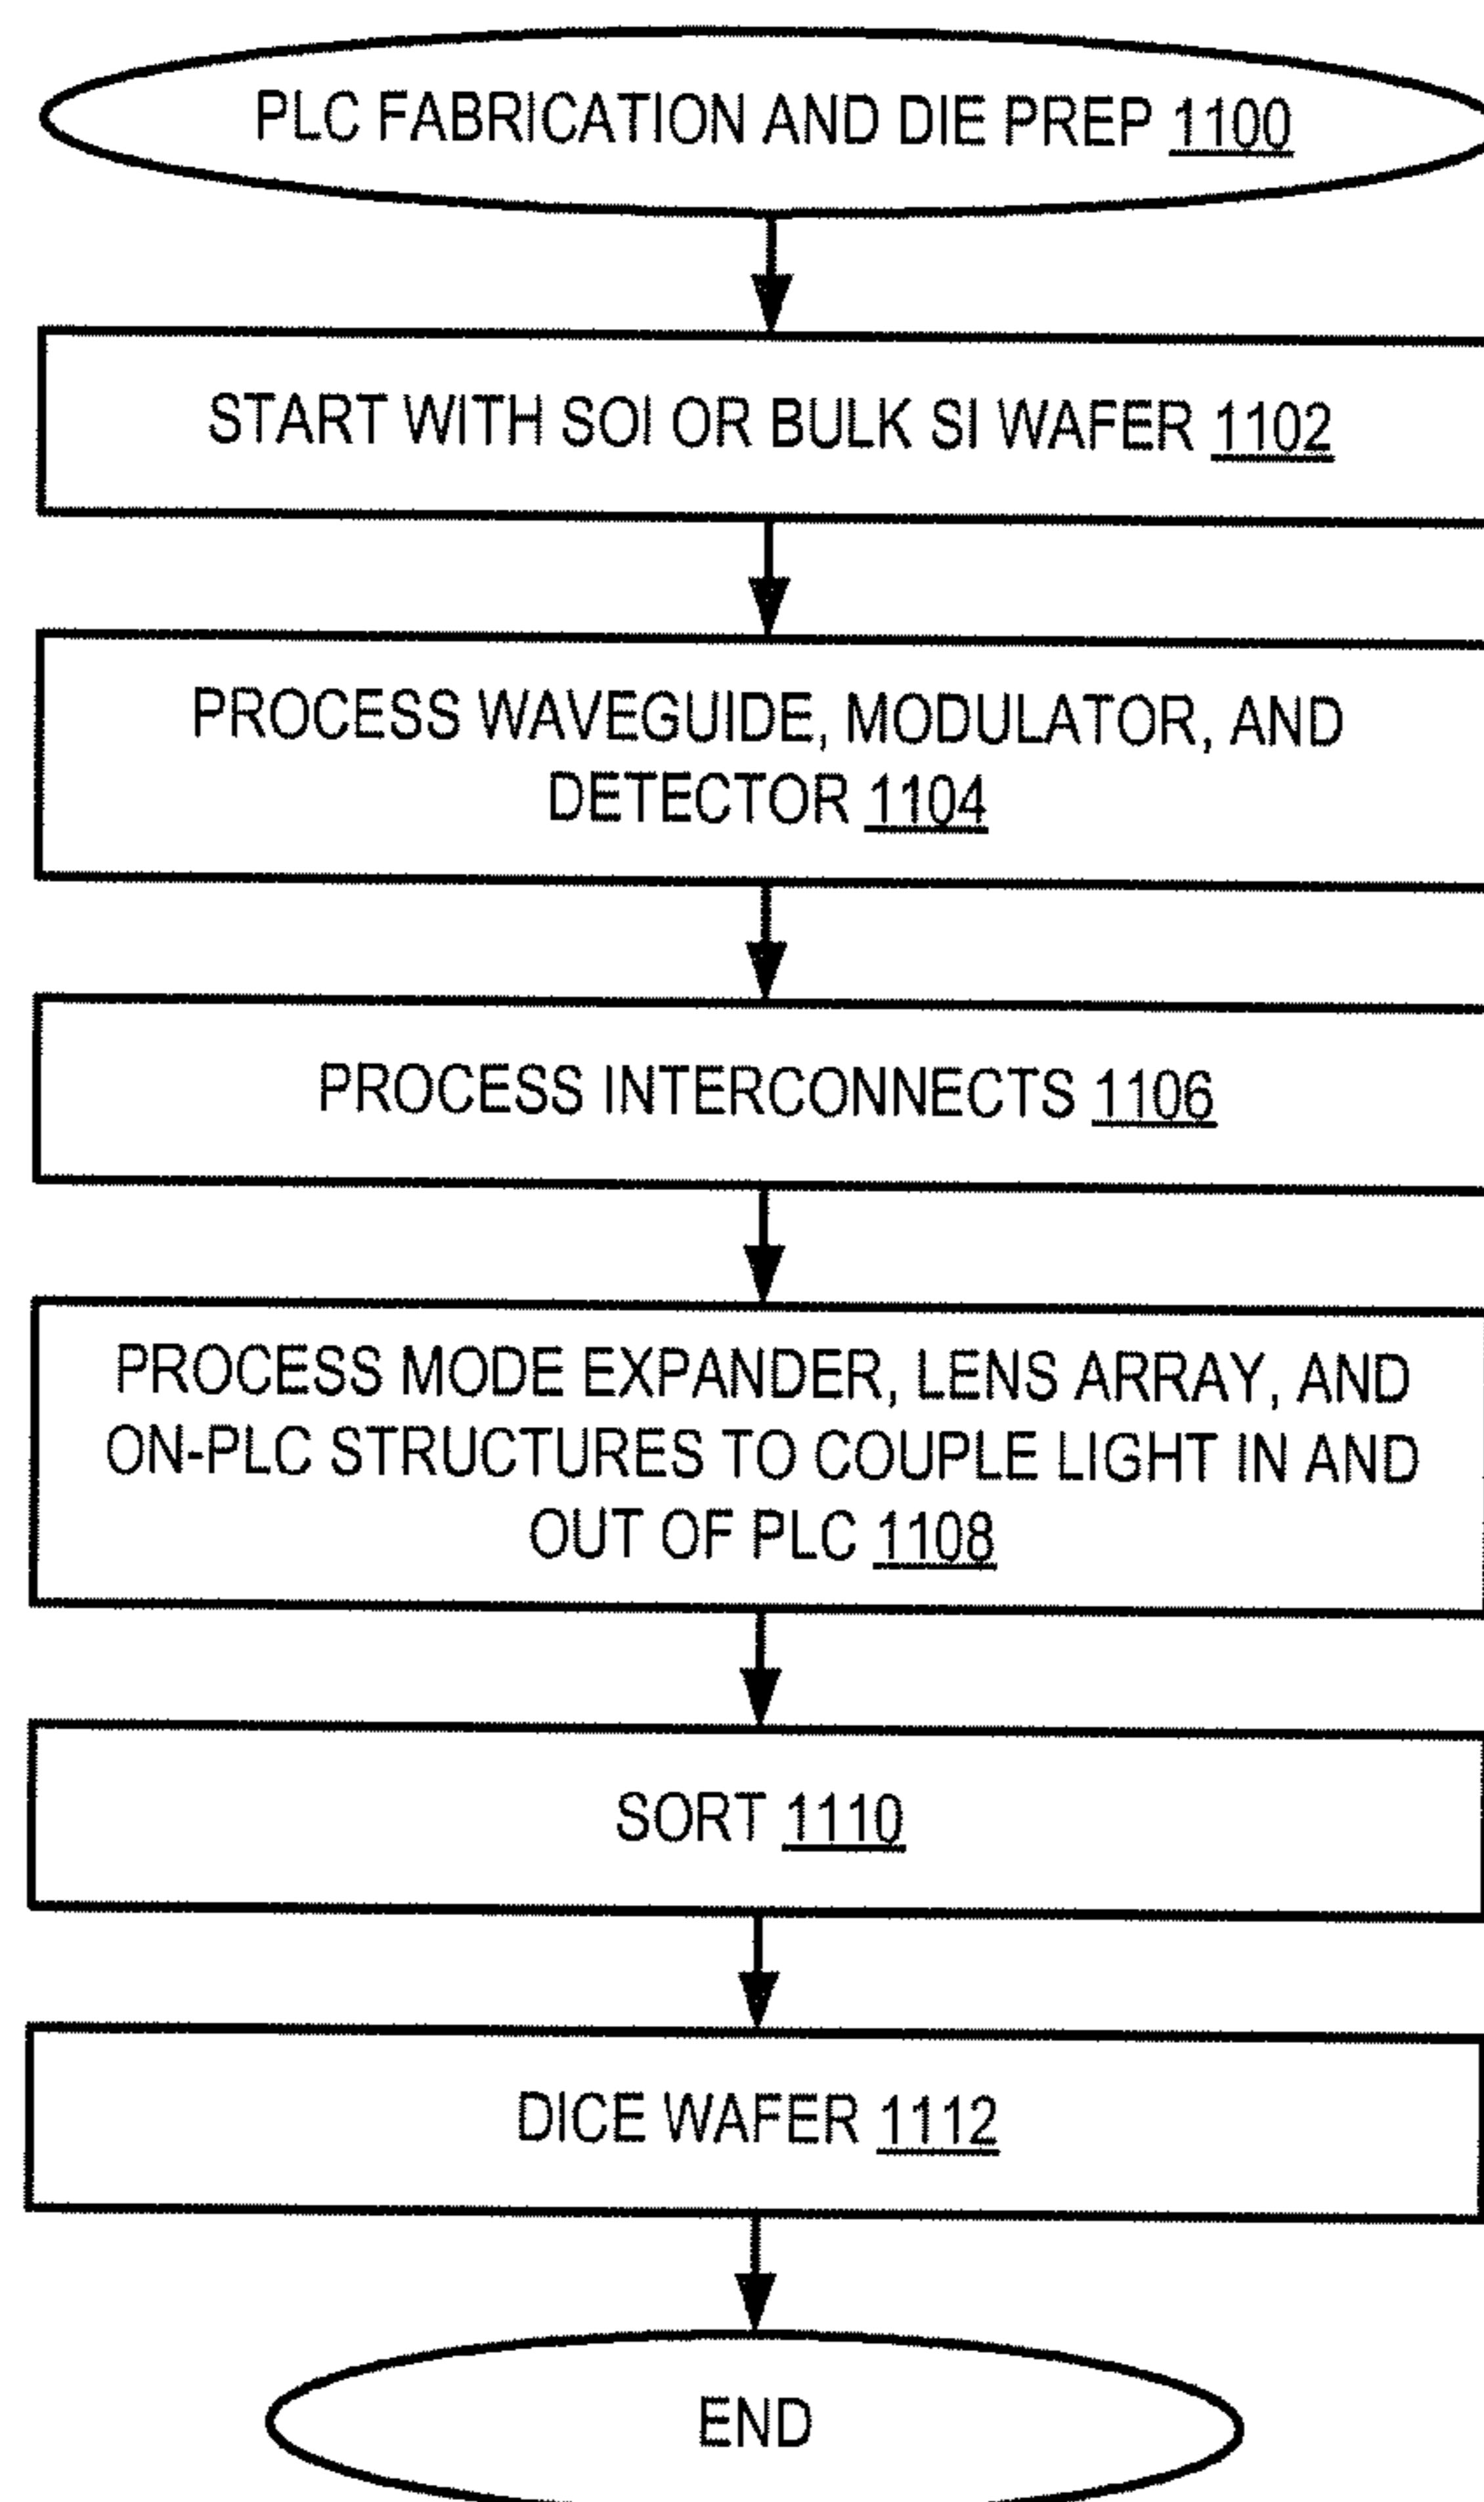 PLC FABRICATION AND DIE PREP 1100
START WITH SOI OR BULK SI WAFER 1102
PROCESS WAVEGUIDE, MODULATOR, AND
DETECTOR 1104
PROCESS INTERCONNECTS 1106
PROCESS MODE EXPANDER, LENS ARRAY, AND
ON-PLC STRUCTURES TO COUPLE LIGHT IN AND
OUT OF PLC 1108
SORT 1110
DICE WAFER 1112
END